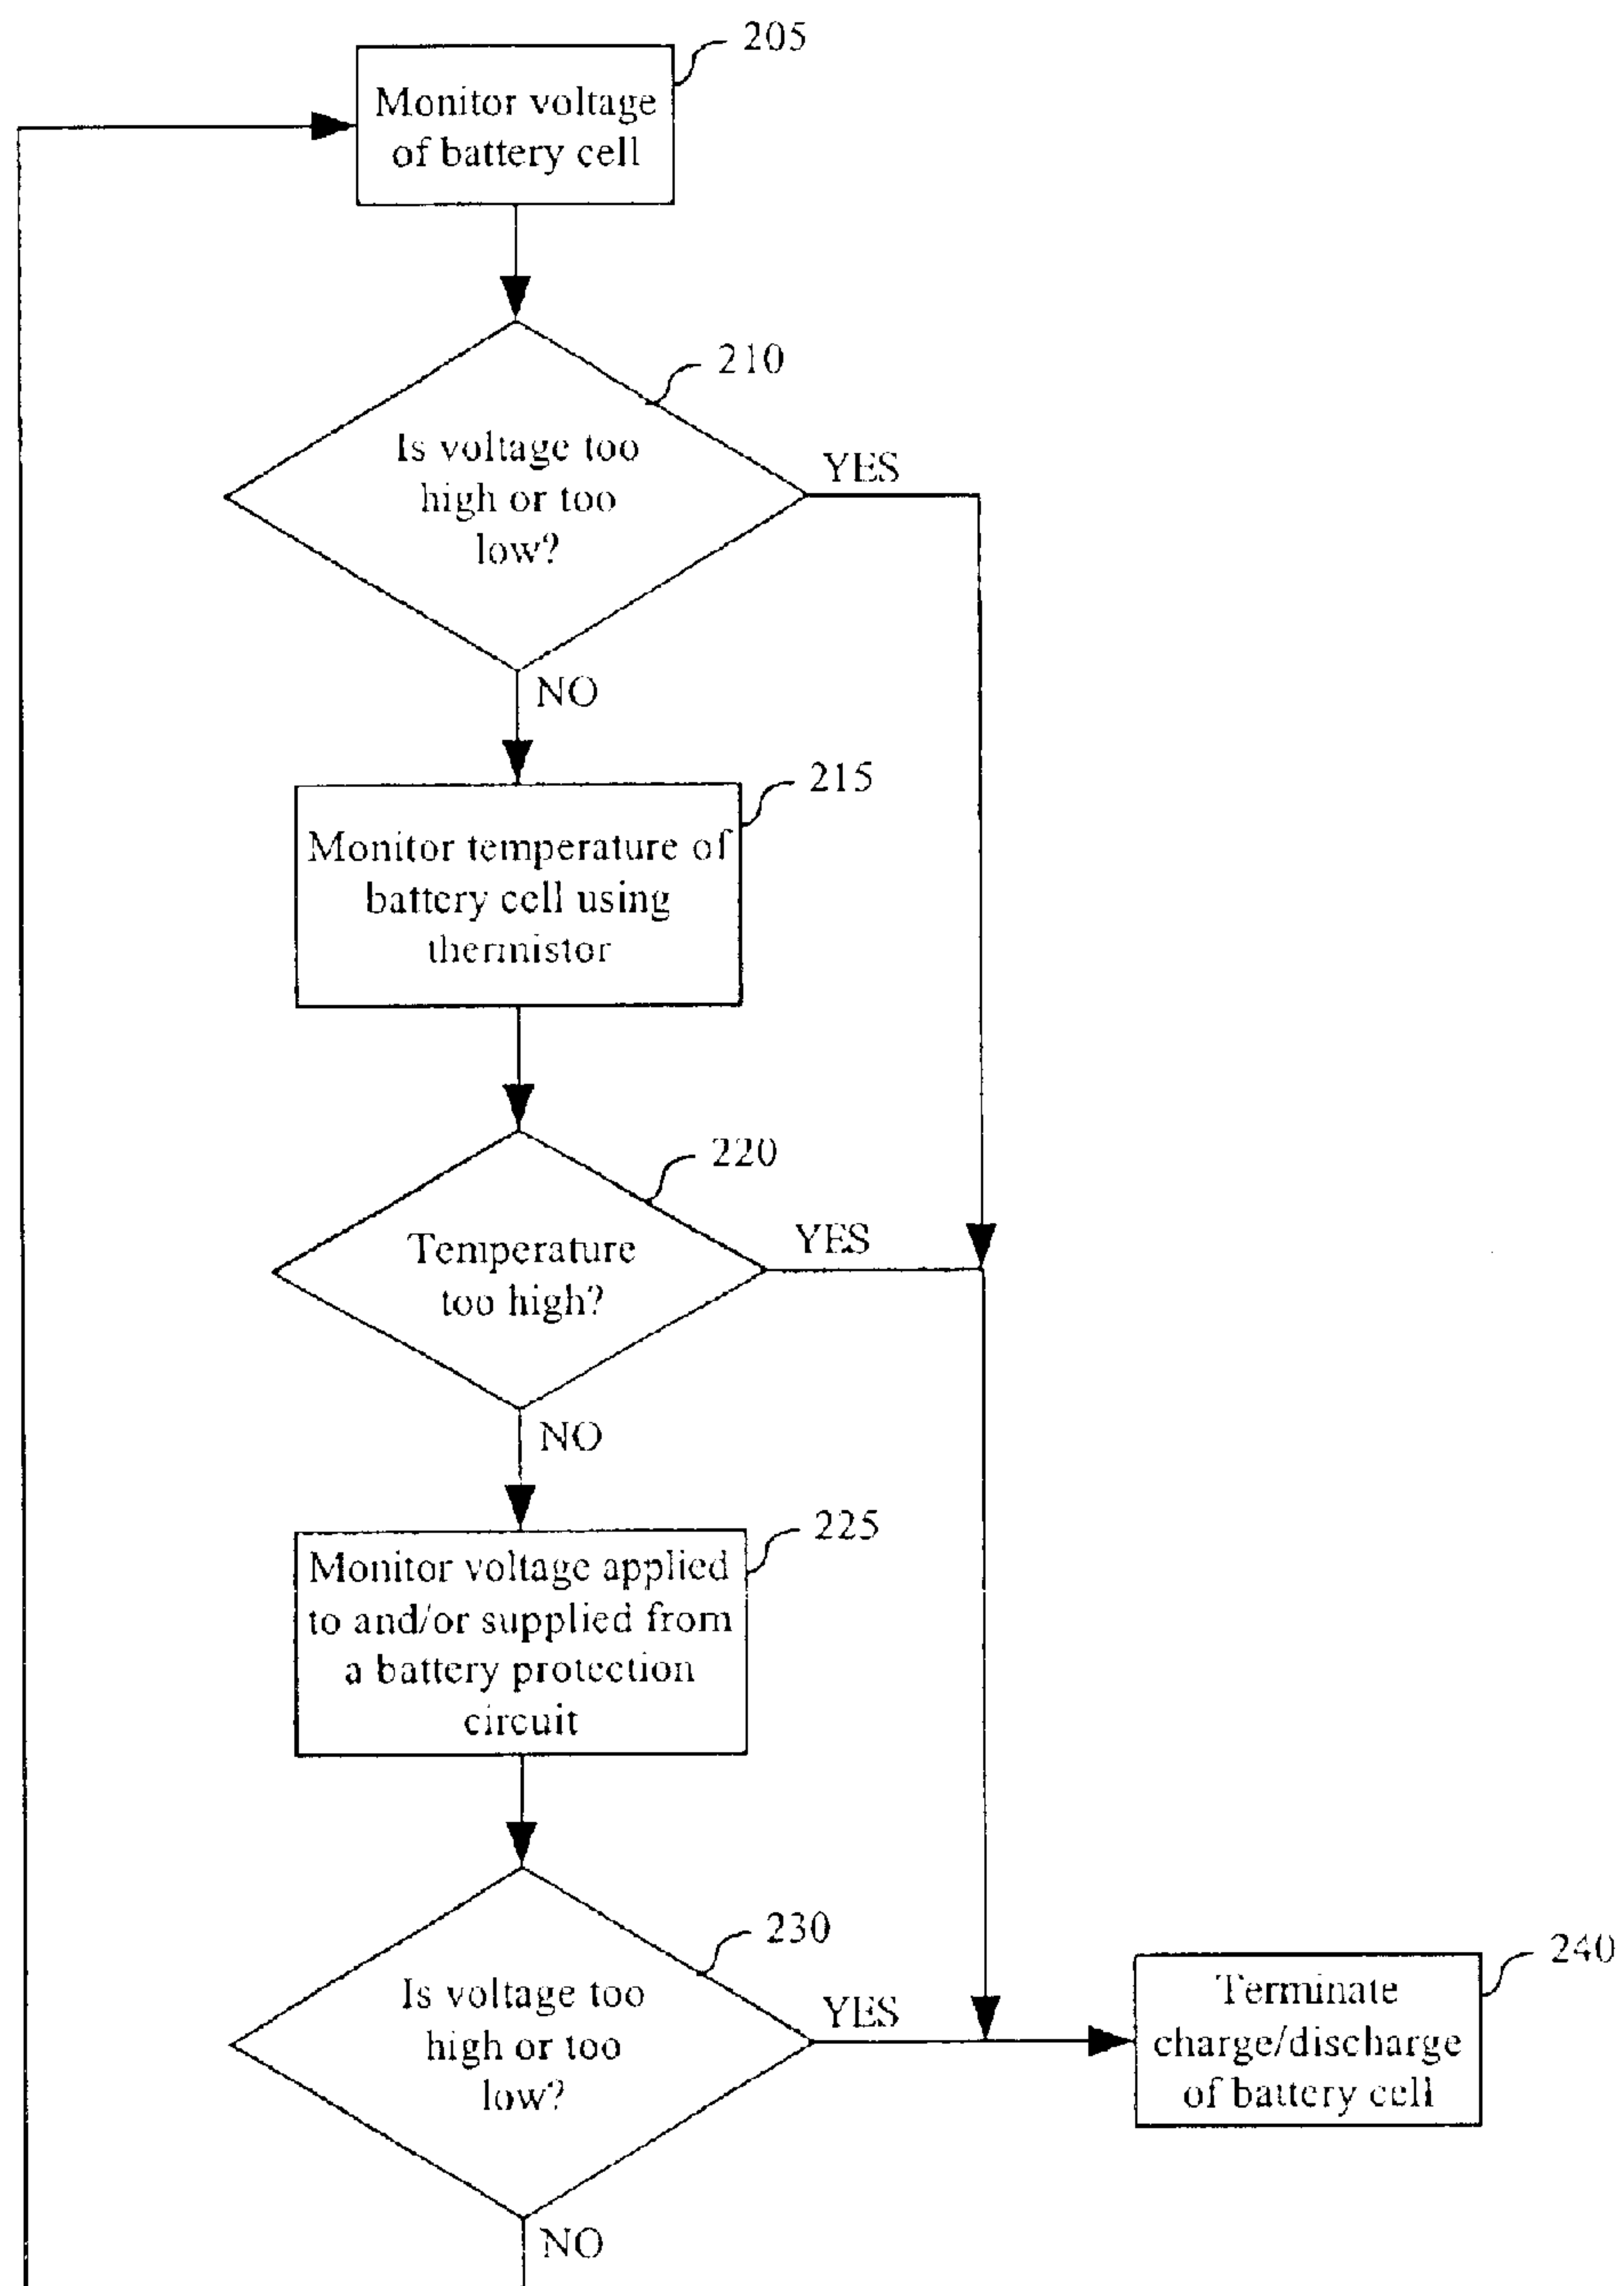 205
Monitor voltage
of battery cell
210
Is voltage too
high or too
low?
YES
NO
215
Monitor temperature of
battery cell using
thermistor
220
Temperature
too high?
YES
NO
225
Monitor voltage applied
to and/or supplied from
a battery protection
circuit
230
Is voltage too
high or too
low?
YES
240
Terminate
charge/discharge
of battery cell
NO